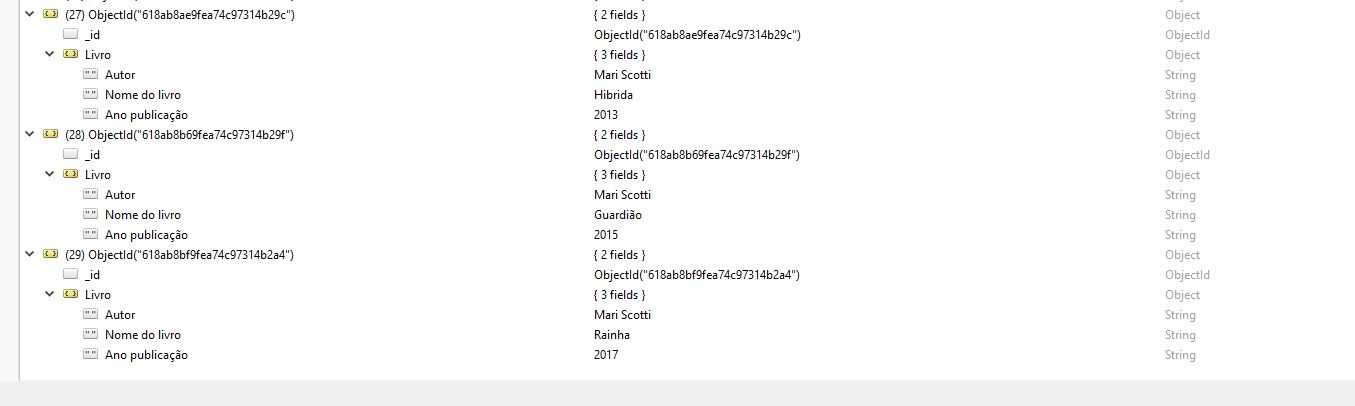 (27) ObjectId("618ab8ae9fea74c97314b29c") { 2 fields } Object
_id ObjectId("618ab8ae9fea74c97314b29c") ObjectId
Livro { 3 fields } Object
Autor Mari Scotti String
Nome do livro Hibrida String
Ano publicação 2013 String
(28) ObjectId("618ab8b69fea74c97314b29f") { 2 fields } Object
_id ObjectId("618ab8b69fea74c97314b29f") ObjectId
Livro { 3 fields } Object
Autor Mari Scotti String
Nome do livro Guardião String
Ano publicação 2015 String
(29) ObjectId("618ab8bf9fea74c97314b2a4") { 2 fields } Object
_id ObjectId("618ab8bf9fea74c97314b2a4") ObjectId
Livro { 3 fields } Object
Autor Mari Scotti String
Nome do livro Rainha String
Ano publicação 2017 String